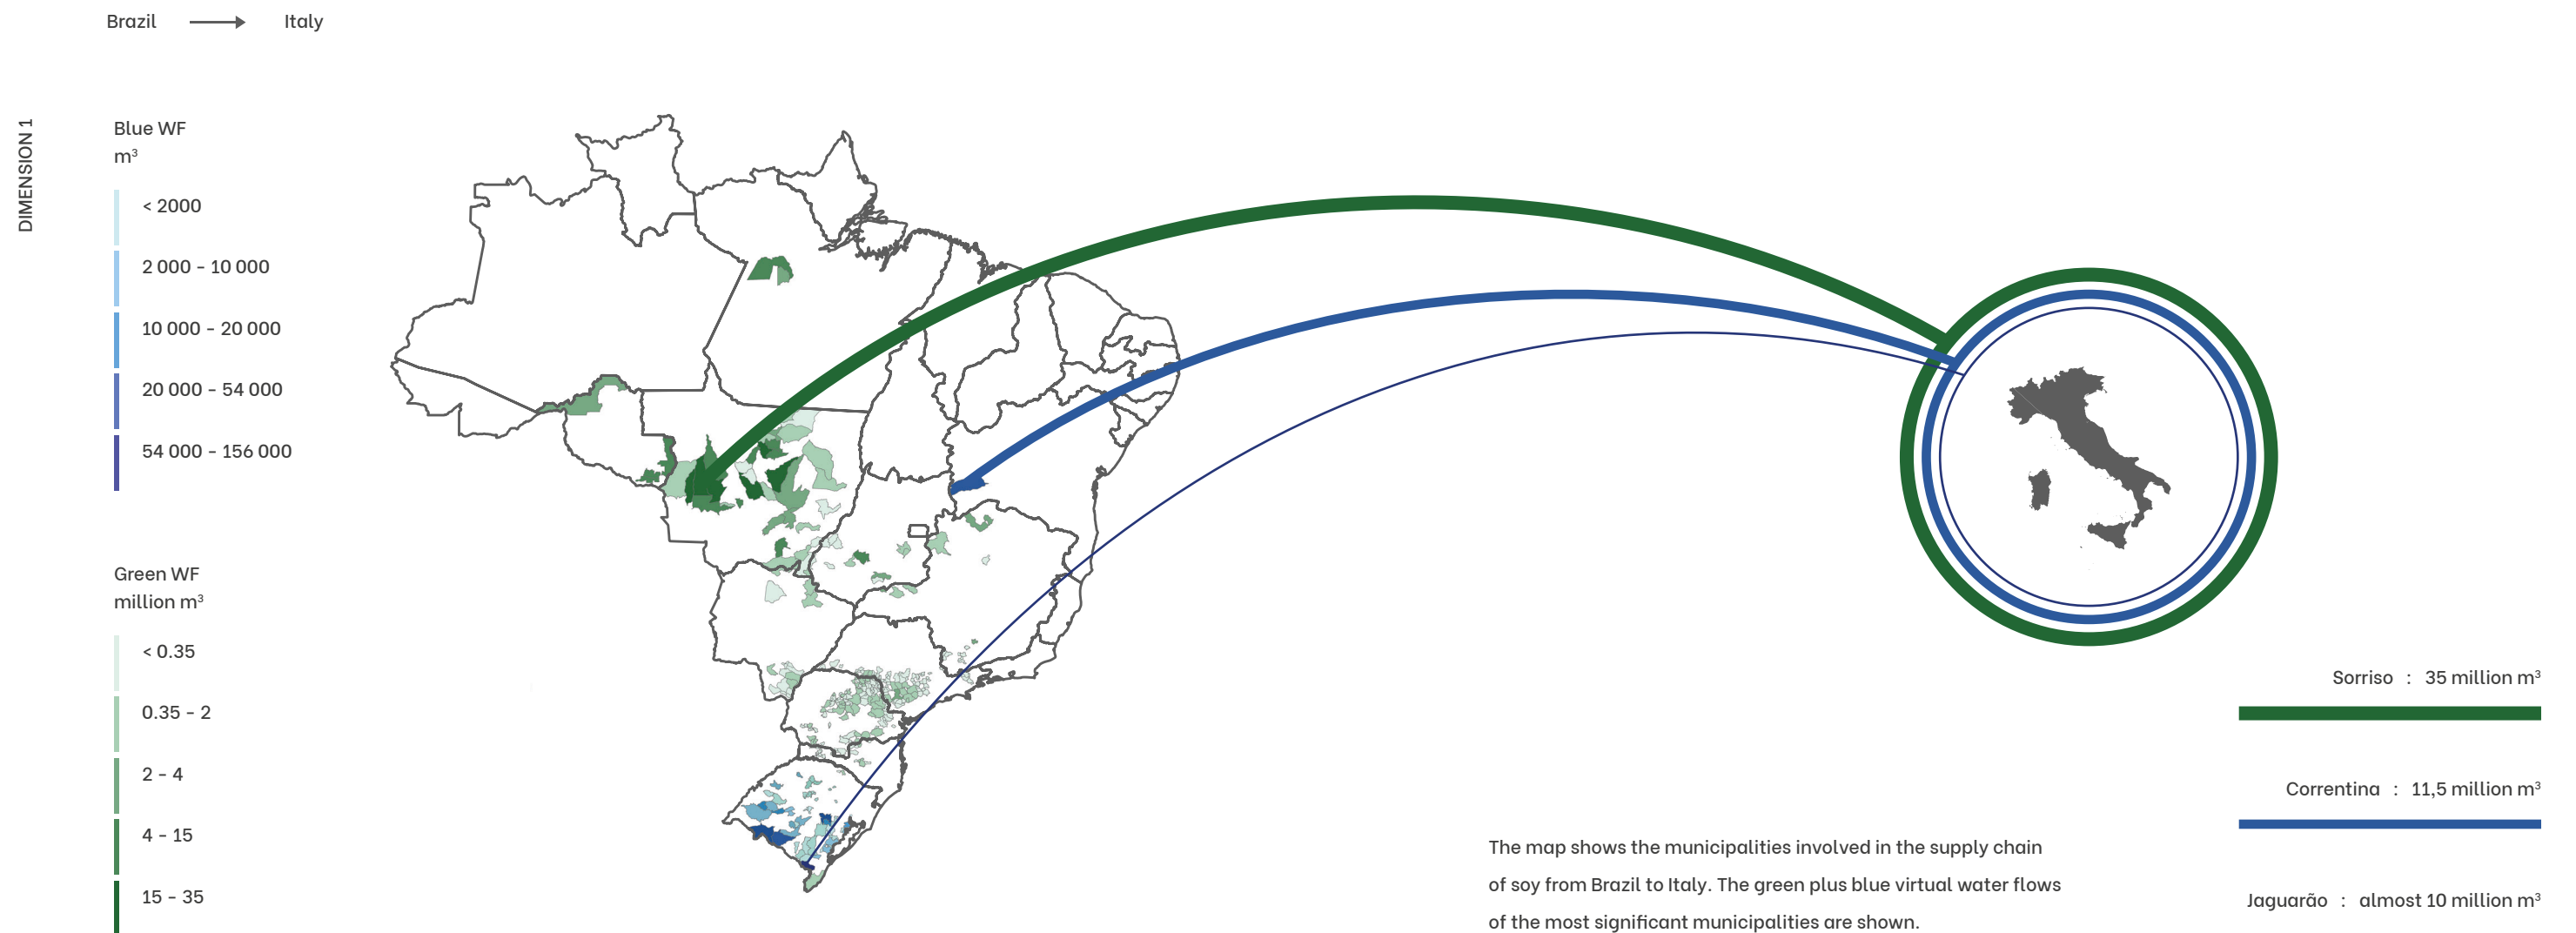 Brazil → Italy
DIMENSION 1
Blue WF
m³
< 2000
2 000 - 10 000
10 000 - 20 000
20 000 - 54 000
54 000 - 156 000
Green WF
million m³
< 0.35
0.35 - 2
2 - 4
4 - 15
15 - 35
The map shows the municipalities involved in the supply chain
of soy from Brazil to Italy. The green plus blue virtual water flows
of the most significant municipalities are shown.
Sorriso : 35 million m³
Correntina : 11,5 million m³
Jaguarão : almost 10 million m³